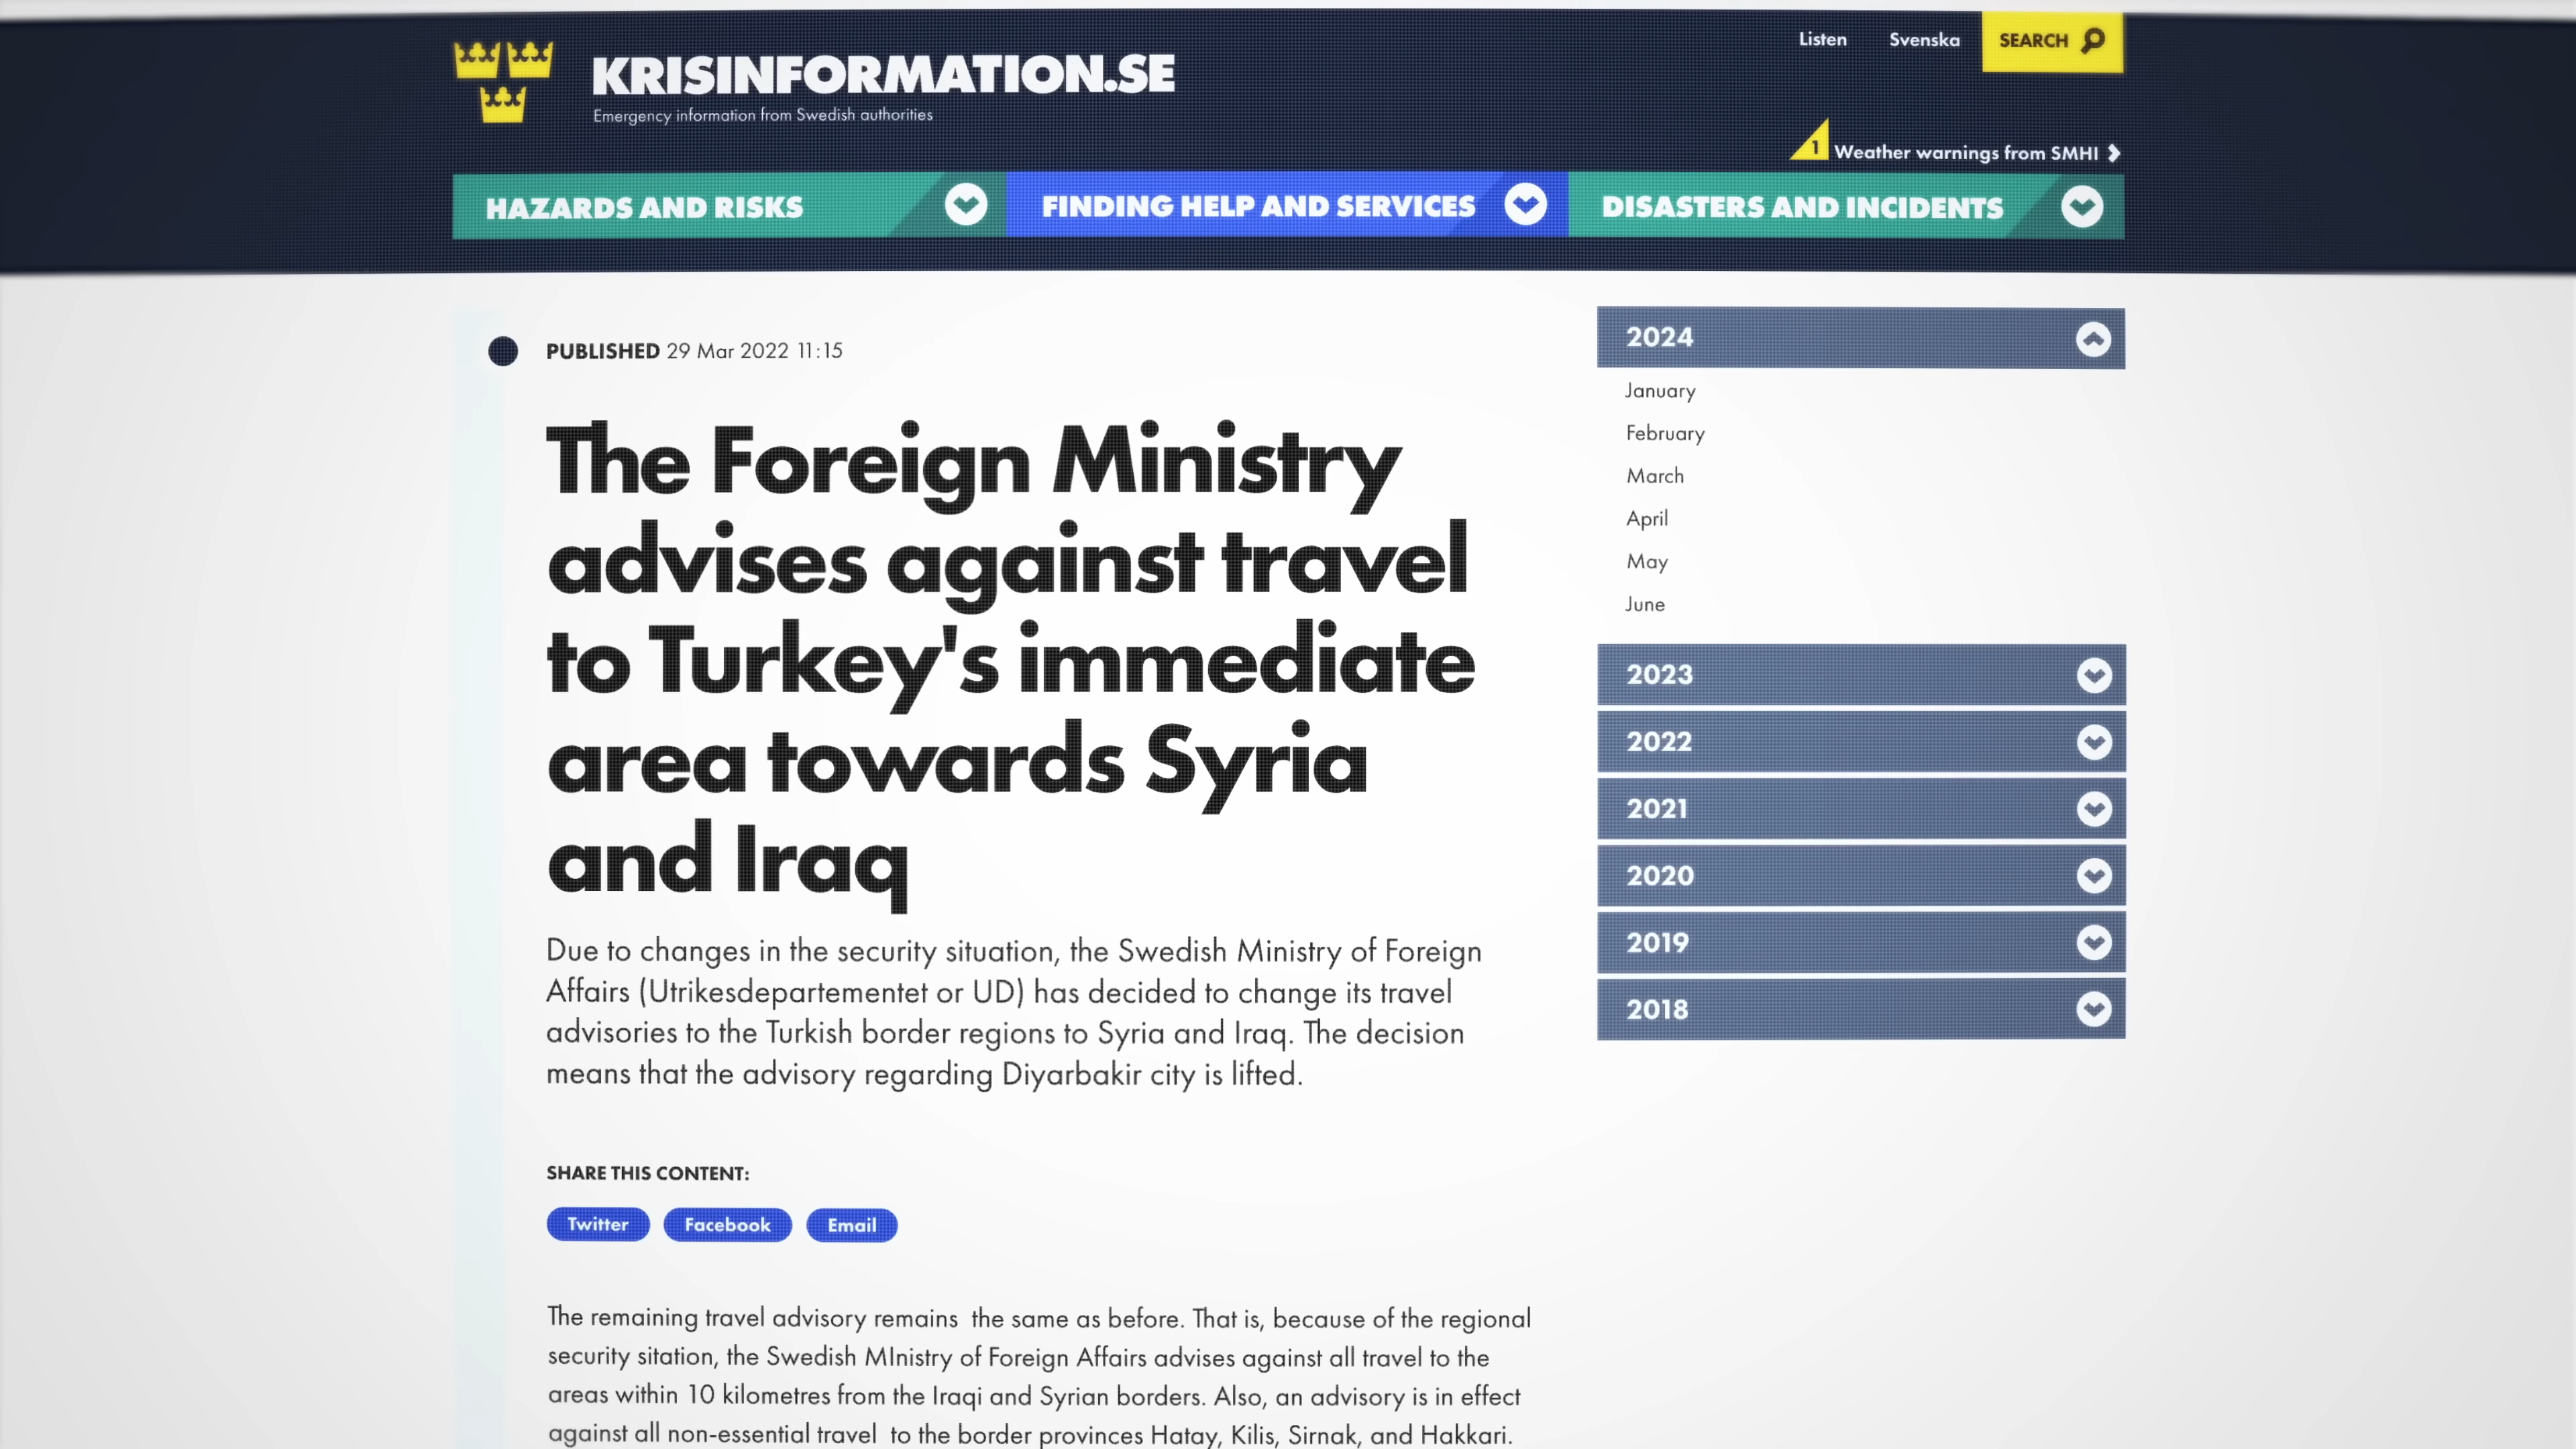 KRISINFORMATION.SE
Emergency information from Swedish authorities
Listen
Svenska
SEARCH
1
Weather warnings from SMHI
HAZARDS AND RISKS
FINDING HELP AND SERVICES
DISASTERS AND INCIDENTS
PUBLISHED 29 Mar 2022 11:15
The Foreign Ministry
advises against travel
to Turkey's immediate
area towards Syria
and Iraq
Due to changes in the security situation, the Swedish Ministry of Foreign
Affairs (Utrikesdepartementet or UD) has decided to change its travel
advisories to the Turkish border regions to Syria and Iraq. The decision
means that the advisory regarding Diyarbakir city is lifted.
SHARE THIS CONTENT:
Twitter
Facebook
Email
The remaining travel advisory remains  the same as before. That is, because of the regional
security sitation, the Swedish MInistry of Foreign Affairs advises against all travel to the
areas within 10 kilometres from the Iraqi and Syrian borders. Also, an advisory is in effect
against all non-essential travel  to the border provinces Hatay, Kilis, Sirnak, and Hakkari.
2024
January
February
March
April
May
June
2023
2022
2021
2020
2019
2018